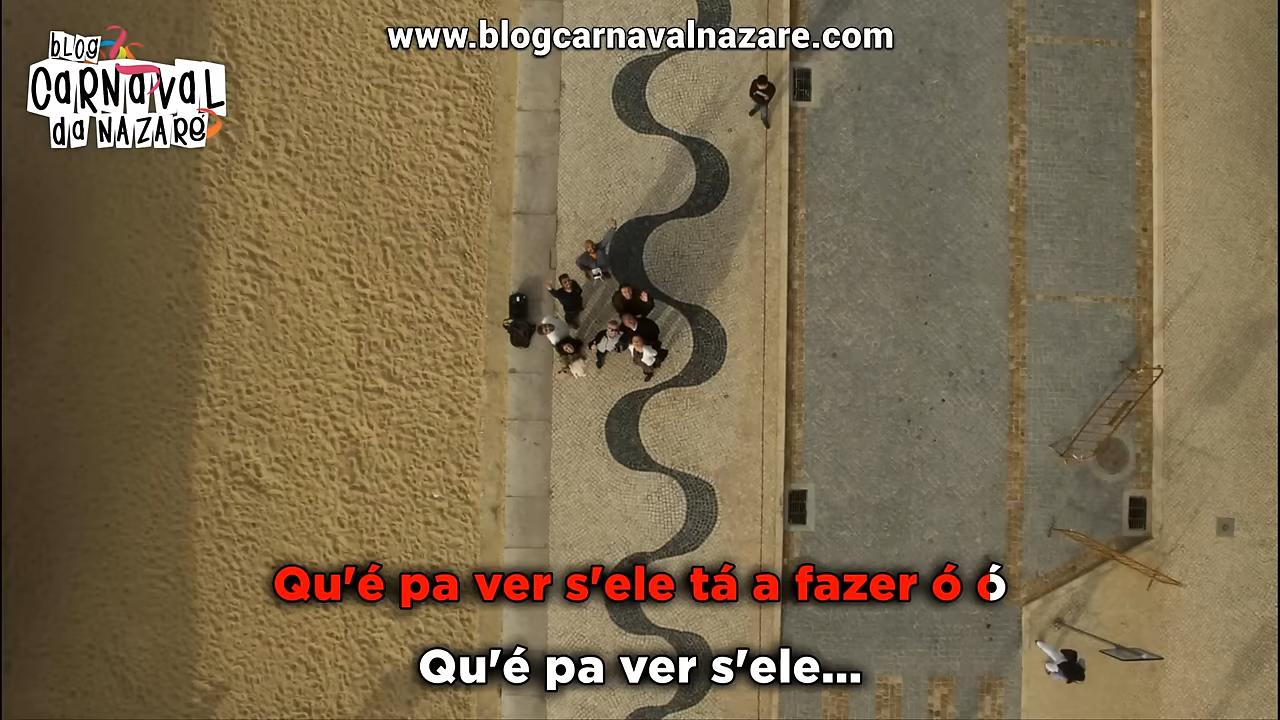 www.blogcarnavalnazare.com
BLOG
CARNAVAL
da NAZARé
Qu'é pa ver s'ele tá a fazer ó ó
Qu'é pa ver s'ele...